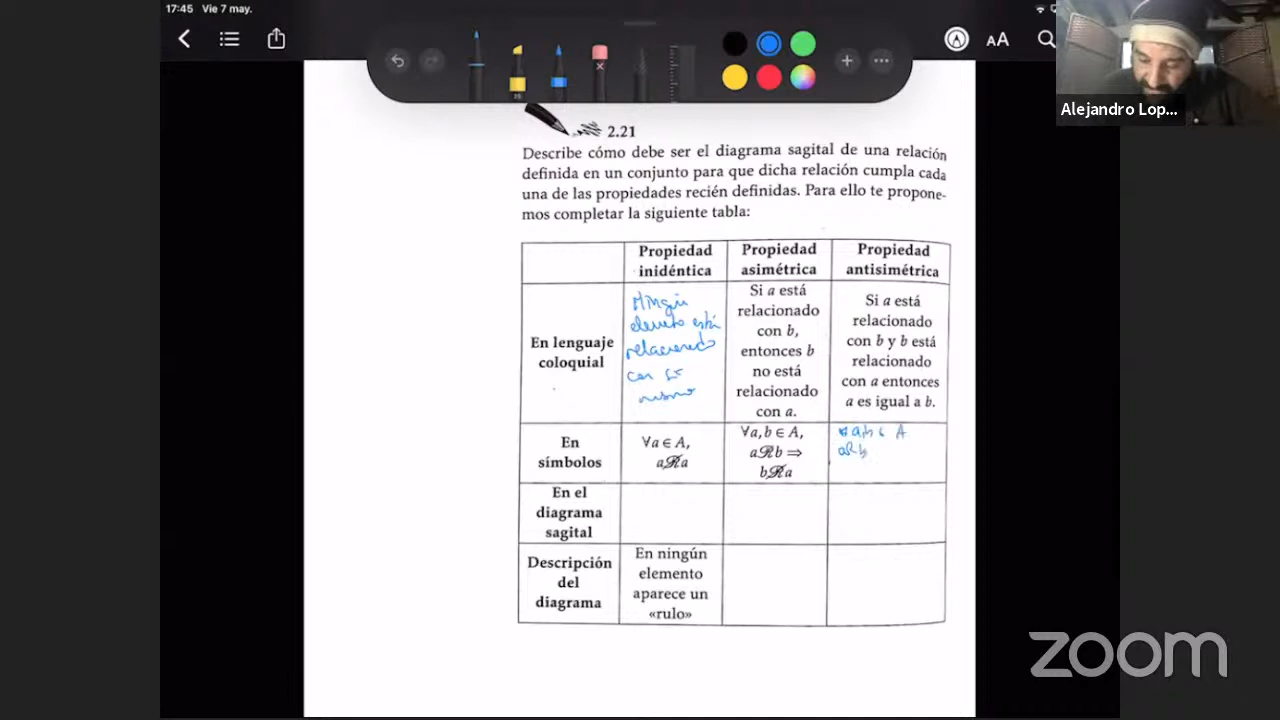 17:45 Vie 7 may.
AA
Alejandro Lop...
2.21
Describe cómo debe ser el diagrama sagital de una relación
definida en un conjunto para que dicha relación cumpla cada
una de las propiedades recién definidas. Para ello te propone-
mos completar la siguiente tabla:
Propiedad
inidéntica
Propiedad
asimétrica
Propiedad
antisimétrica
En lenguaje
coloquial
Ningún
elemento está
relacionado
con sí
mismo
Si a está
relacionado
con b,
entonces b
no está
relacionado
con a.
Si a está
relacionado
con b y b está
relacionado
con a entonces
a es igual a b.
En
símbolos
∀a ∈ A,
aR̸a
∀a,b ∈ A,
aRb ⟹
bR̸a
∀ a,b ∈ A
aRb
En el
diagrama
sagital
Descripción
del
diagrama
En ningún
elemento
aparece un
«rulo»
zoom